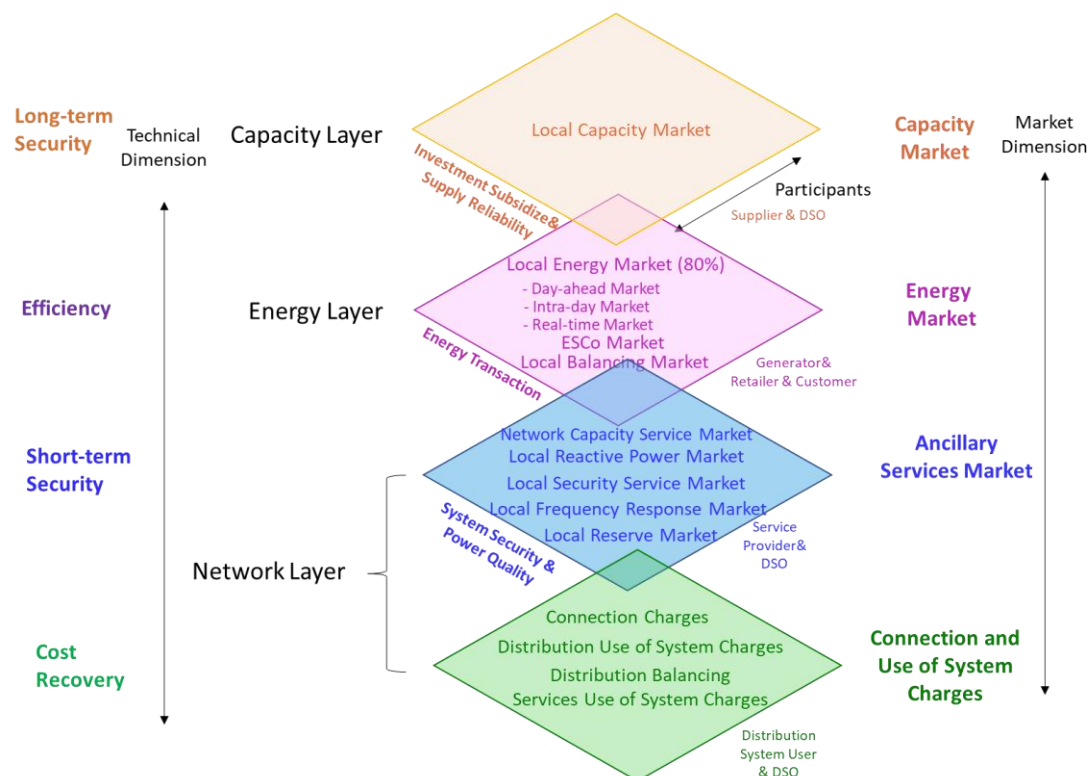 Long-term
Security
Technical
Dimension
Capacity Layer
Local Capacity Market
Capacity
Market
Market
Dimension
Investment Subsidize&
Supply Reliability
Participants
Supplier & DSO
Efficiency
Energy Layer
Local Energy Market (80%)
- Day-ahead Market
- Intra-day Market
- Real-time Market
ESCo Market
Local Balancing Market
Energy Transaction
Energy
Market
Generator&
Retailer & Customer
Short-term
Security
Network Capacity Service Market
Local Reactive Power Market
Local Security Service Market
Local Frequency Response Market
Local Reserve Market
System Security &
Power Quality
Ancillary
Services Market
Service
Provider&
DSO
Network Layer
Cost
Recovery
Connection Charges
Distribution Use of System Charges
Distribution Balancing
Services Use of System Charges
Connection and
Use of System
Charges
Distribution
System User
& DSO